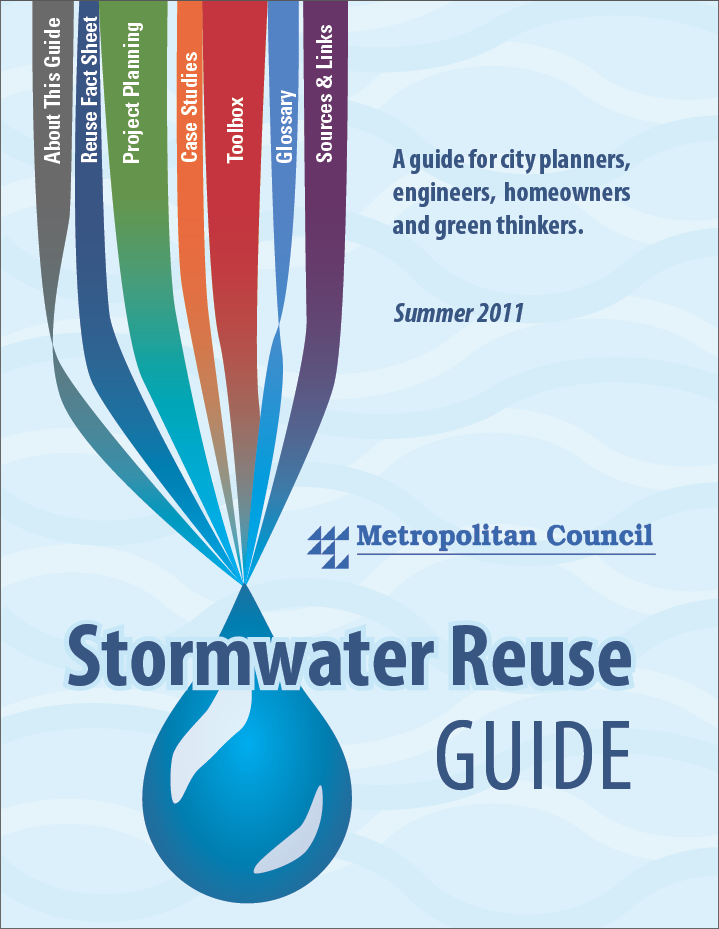 About This Guide
Reuse Fact Sheet
Project Planning
Case Studies
Toolbox
Glossary
Sources & Links
A guide for city planners,
engineers, homeowners
and green thinkers.
Summer 2011
Metropolitan Council
Stormwater Reuse
GUIDE